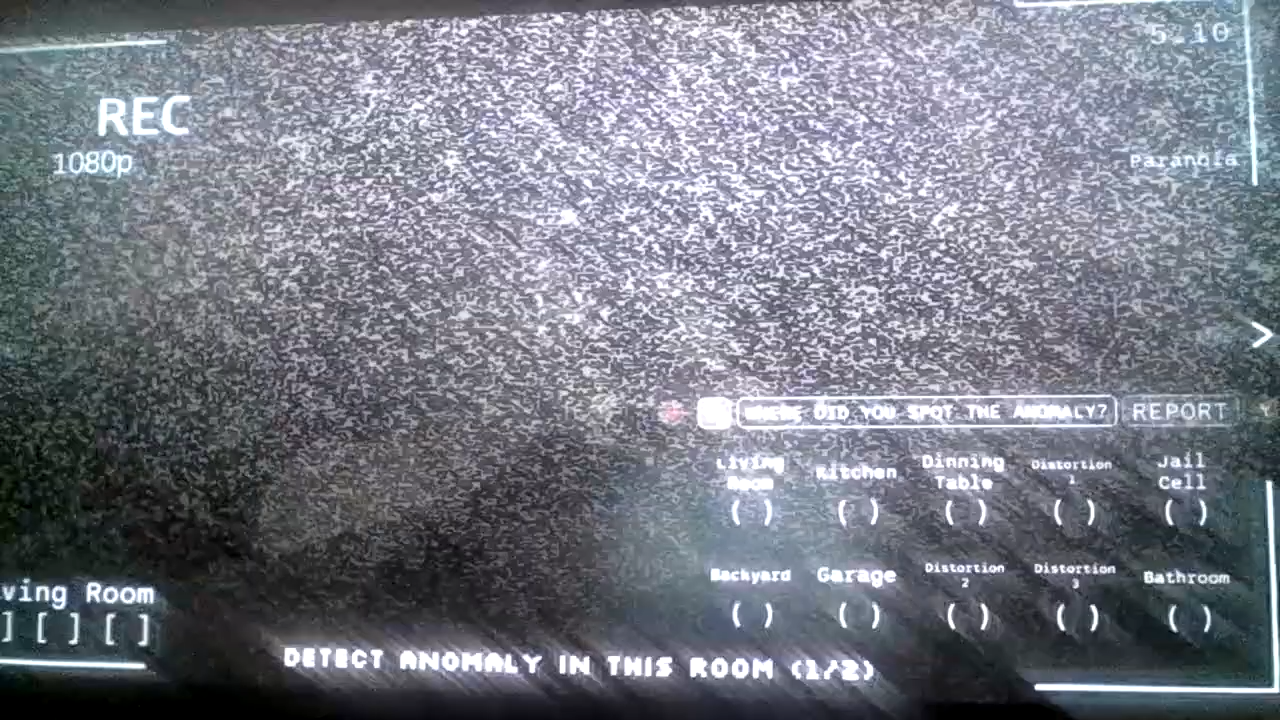 5:10
REC
1080p
Paranoia
WHERE DID YOU SPOT THE ANOMALY? REPORT
Living Room Kitchen Dinning Table Distortion 1 Jail Cell
( ) ( ) ( ) ( ) ( )
Backyard Garage Distortion 2 Distortion 3 Bathroom
( ) ( ) ( ) ( ) ( )
ving Room
] [ ] [ ]
DETECT ANOMALY IN THIS ROOM (1/2)